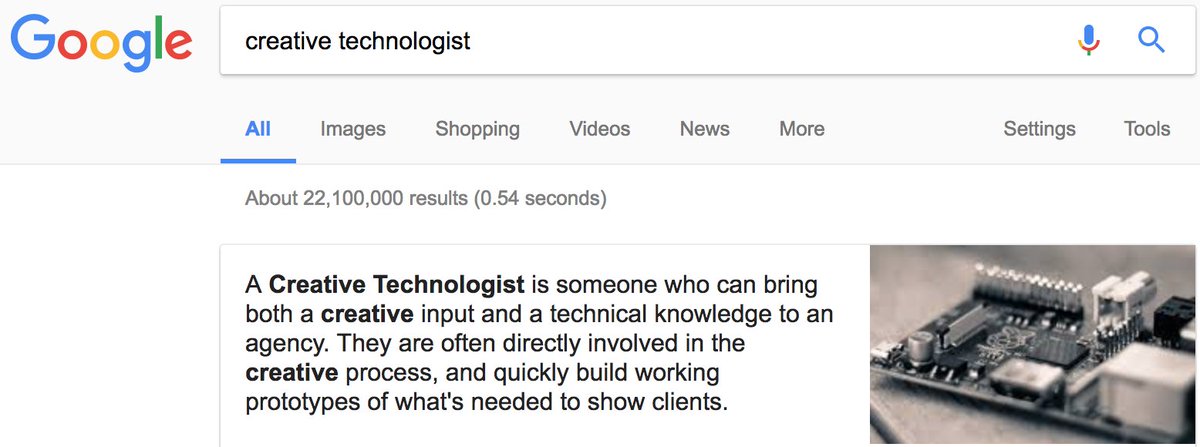 Google
creative technologist
All Images Shopping Videos News More Settings Tools
About 22,100,000 results (0.54 seconds)
A Creative Technologist is someone who can bring
both a creative input and a technical knowledge to an
agency. They are often directly involved in the
creative process, and quickly build working
prototypes of what's needed to show clients.